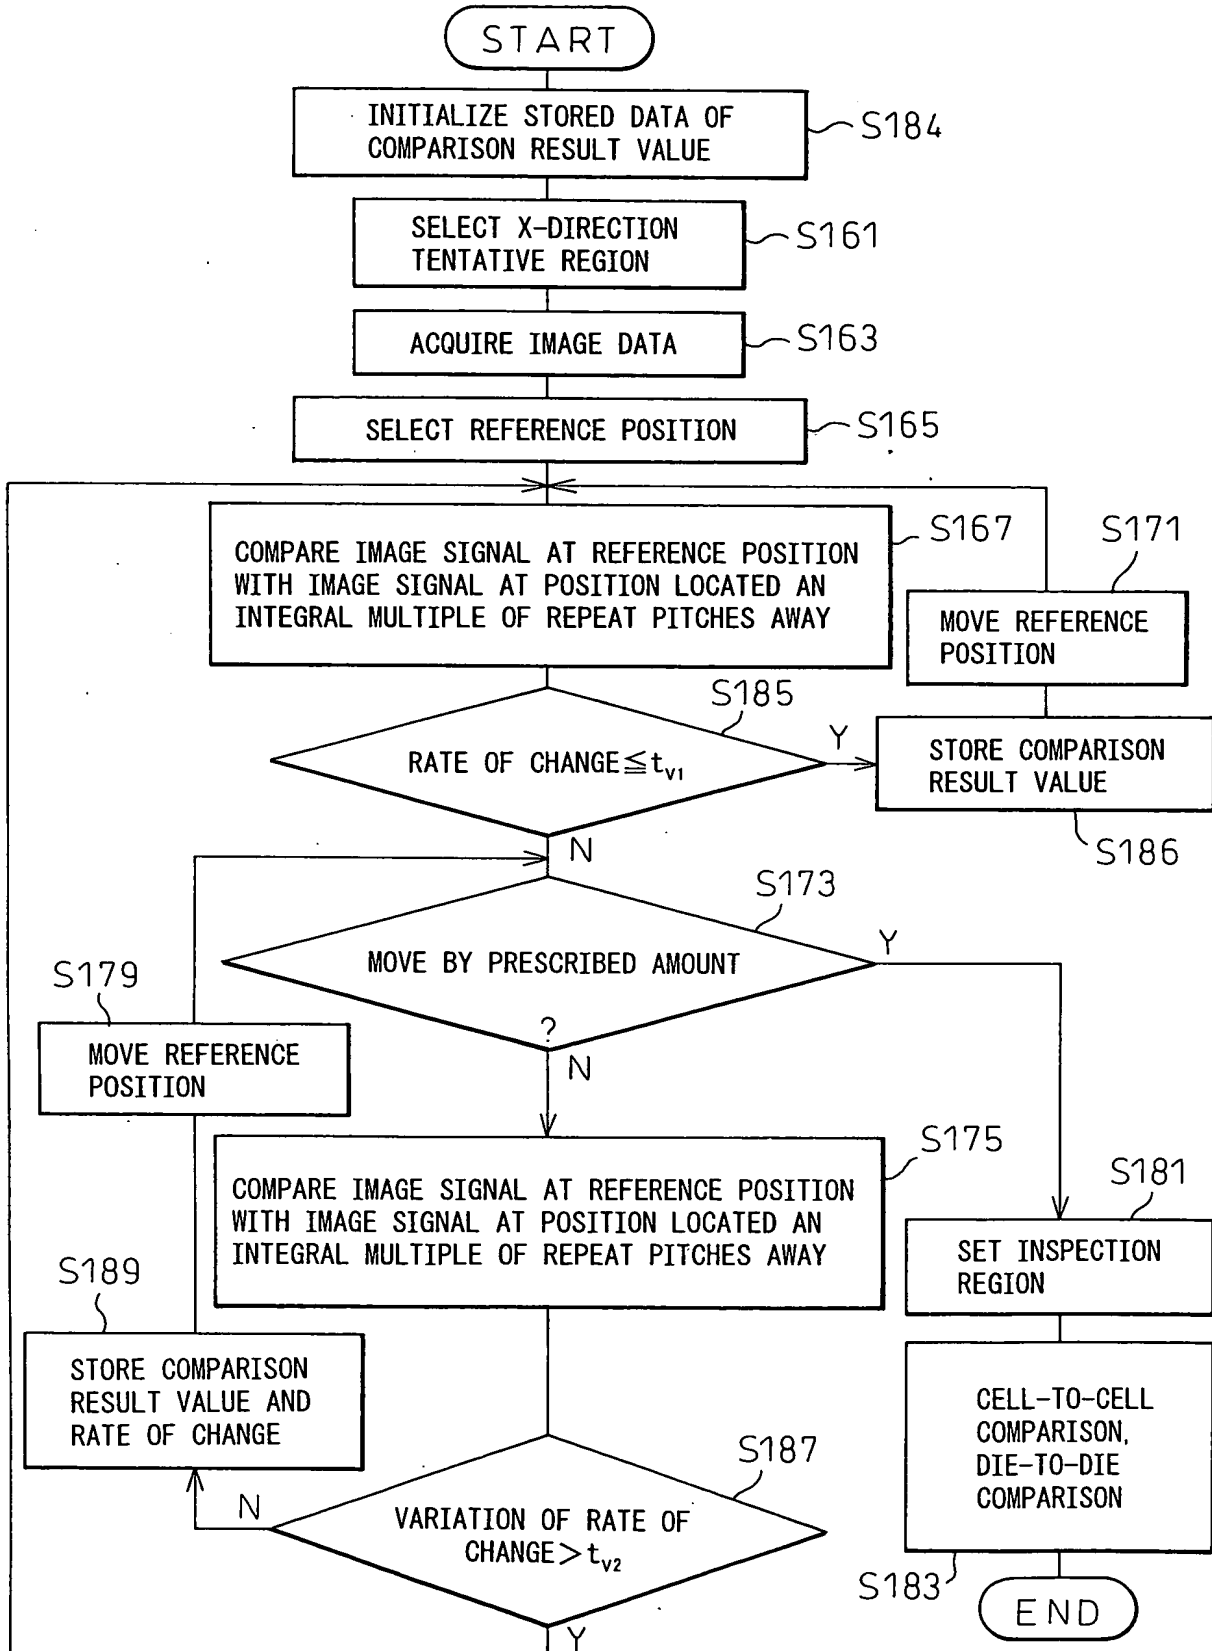 START
INITIALIZE STORED DATA OF
COMPARISON RESULT VALUE
S184
SELECT X-DIRECTION
TENTATIVE REGION
S161
ACQUIRE IMAGE DATA
S163
SELECT REFERENCE POSITION
S165
COMPARE IMAGE SIGNAL AT REFERENCE POSITION
WITH IMAGE SIGNAL AT POSITION LOCATED AN
INTEGRAL MULTIPLE OF REPEAT PITCHES AWAY
S167
S171
MOVE REFERENCE
POSITION
S185
RATE OF CHANGE≦tv1
Y
N
STORE COMPARISON
RESULT VALUE
S186
S173
MOVE BY PRESCRIBED AMOUNT
?
Y
N
S179
MOVE REFERENCE
POSITION
S175
COMPARE IMAGE SIGNAL AT REFERENCE POSITION
WITH IMAGE SIGNAL AT POSITION LOCATED AN
INTEGRAL MULTIPLE OF REPEAT PITCHES AWAY
S181
SET INSPECTION
REGION
S189
STORE COMPARISON
RESULT VALUE AND
RATE OF CHANGE
S187
VARIATION OF RATE OF
CHANGE>tv2
N
Y
CELL-TO-CELL
COMPARISON,
DIE-TO-DIE
COMPARISON
S183
END